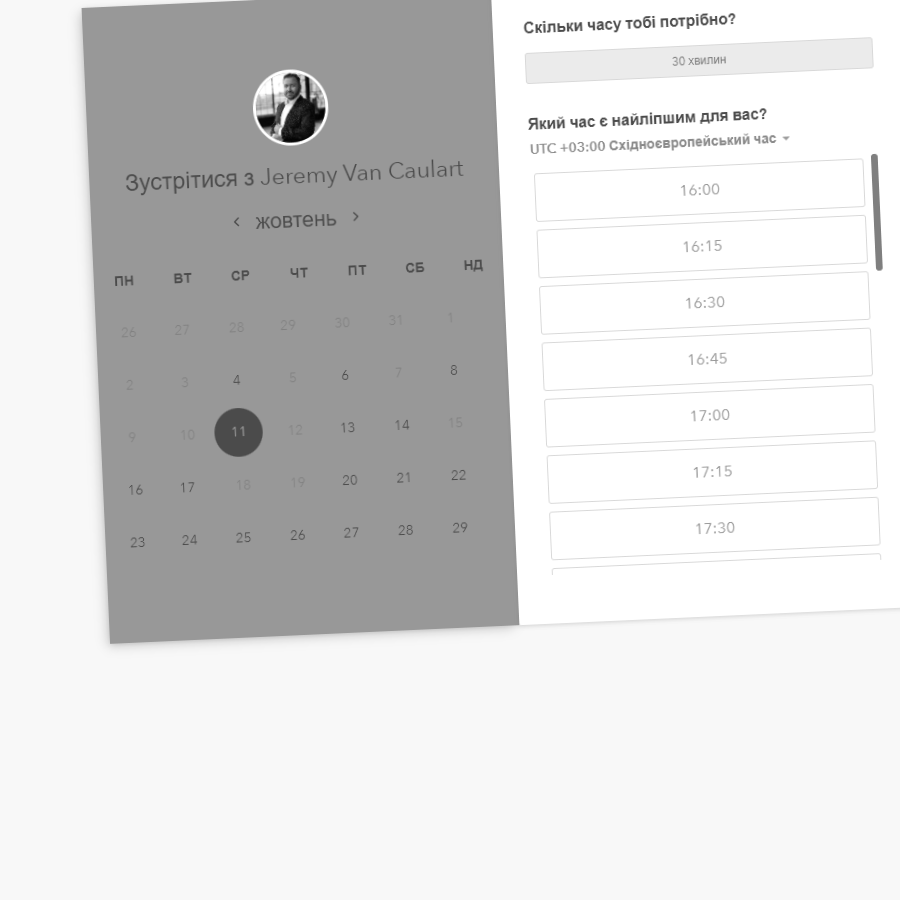 Зустрітися з Jeremy Van Caulart
‹ жовтень ›
ПН ВТ СР ЧТ ПТ СБ НД
26 27 28 29 30 31 1
2 3 4 5 6 7 8
9 10 11 12 13 14 15
16 17 18 19 20 21 22
23 24 25 26 27 28 29
Скільки часу тобі потрібно?
30 хвилин
Який час є найліпшим для вас?
UTC +03:00 Східноєвропейський час
16:00
16:15
16:30
16:45
17:00
17:15
17:30